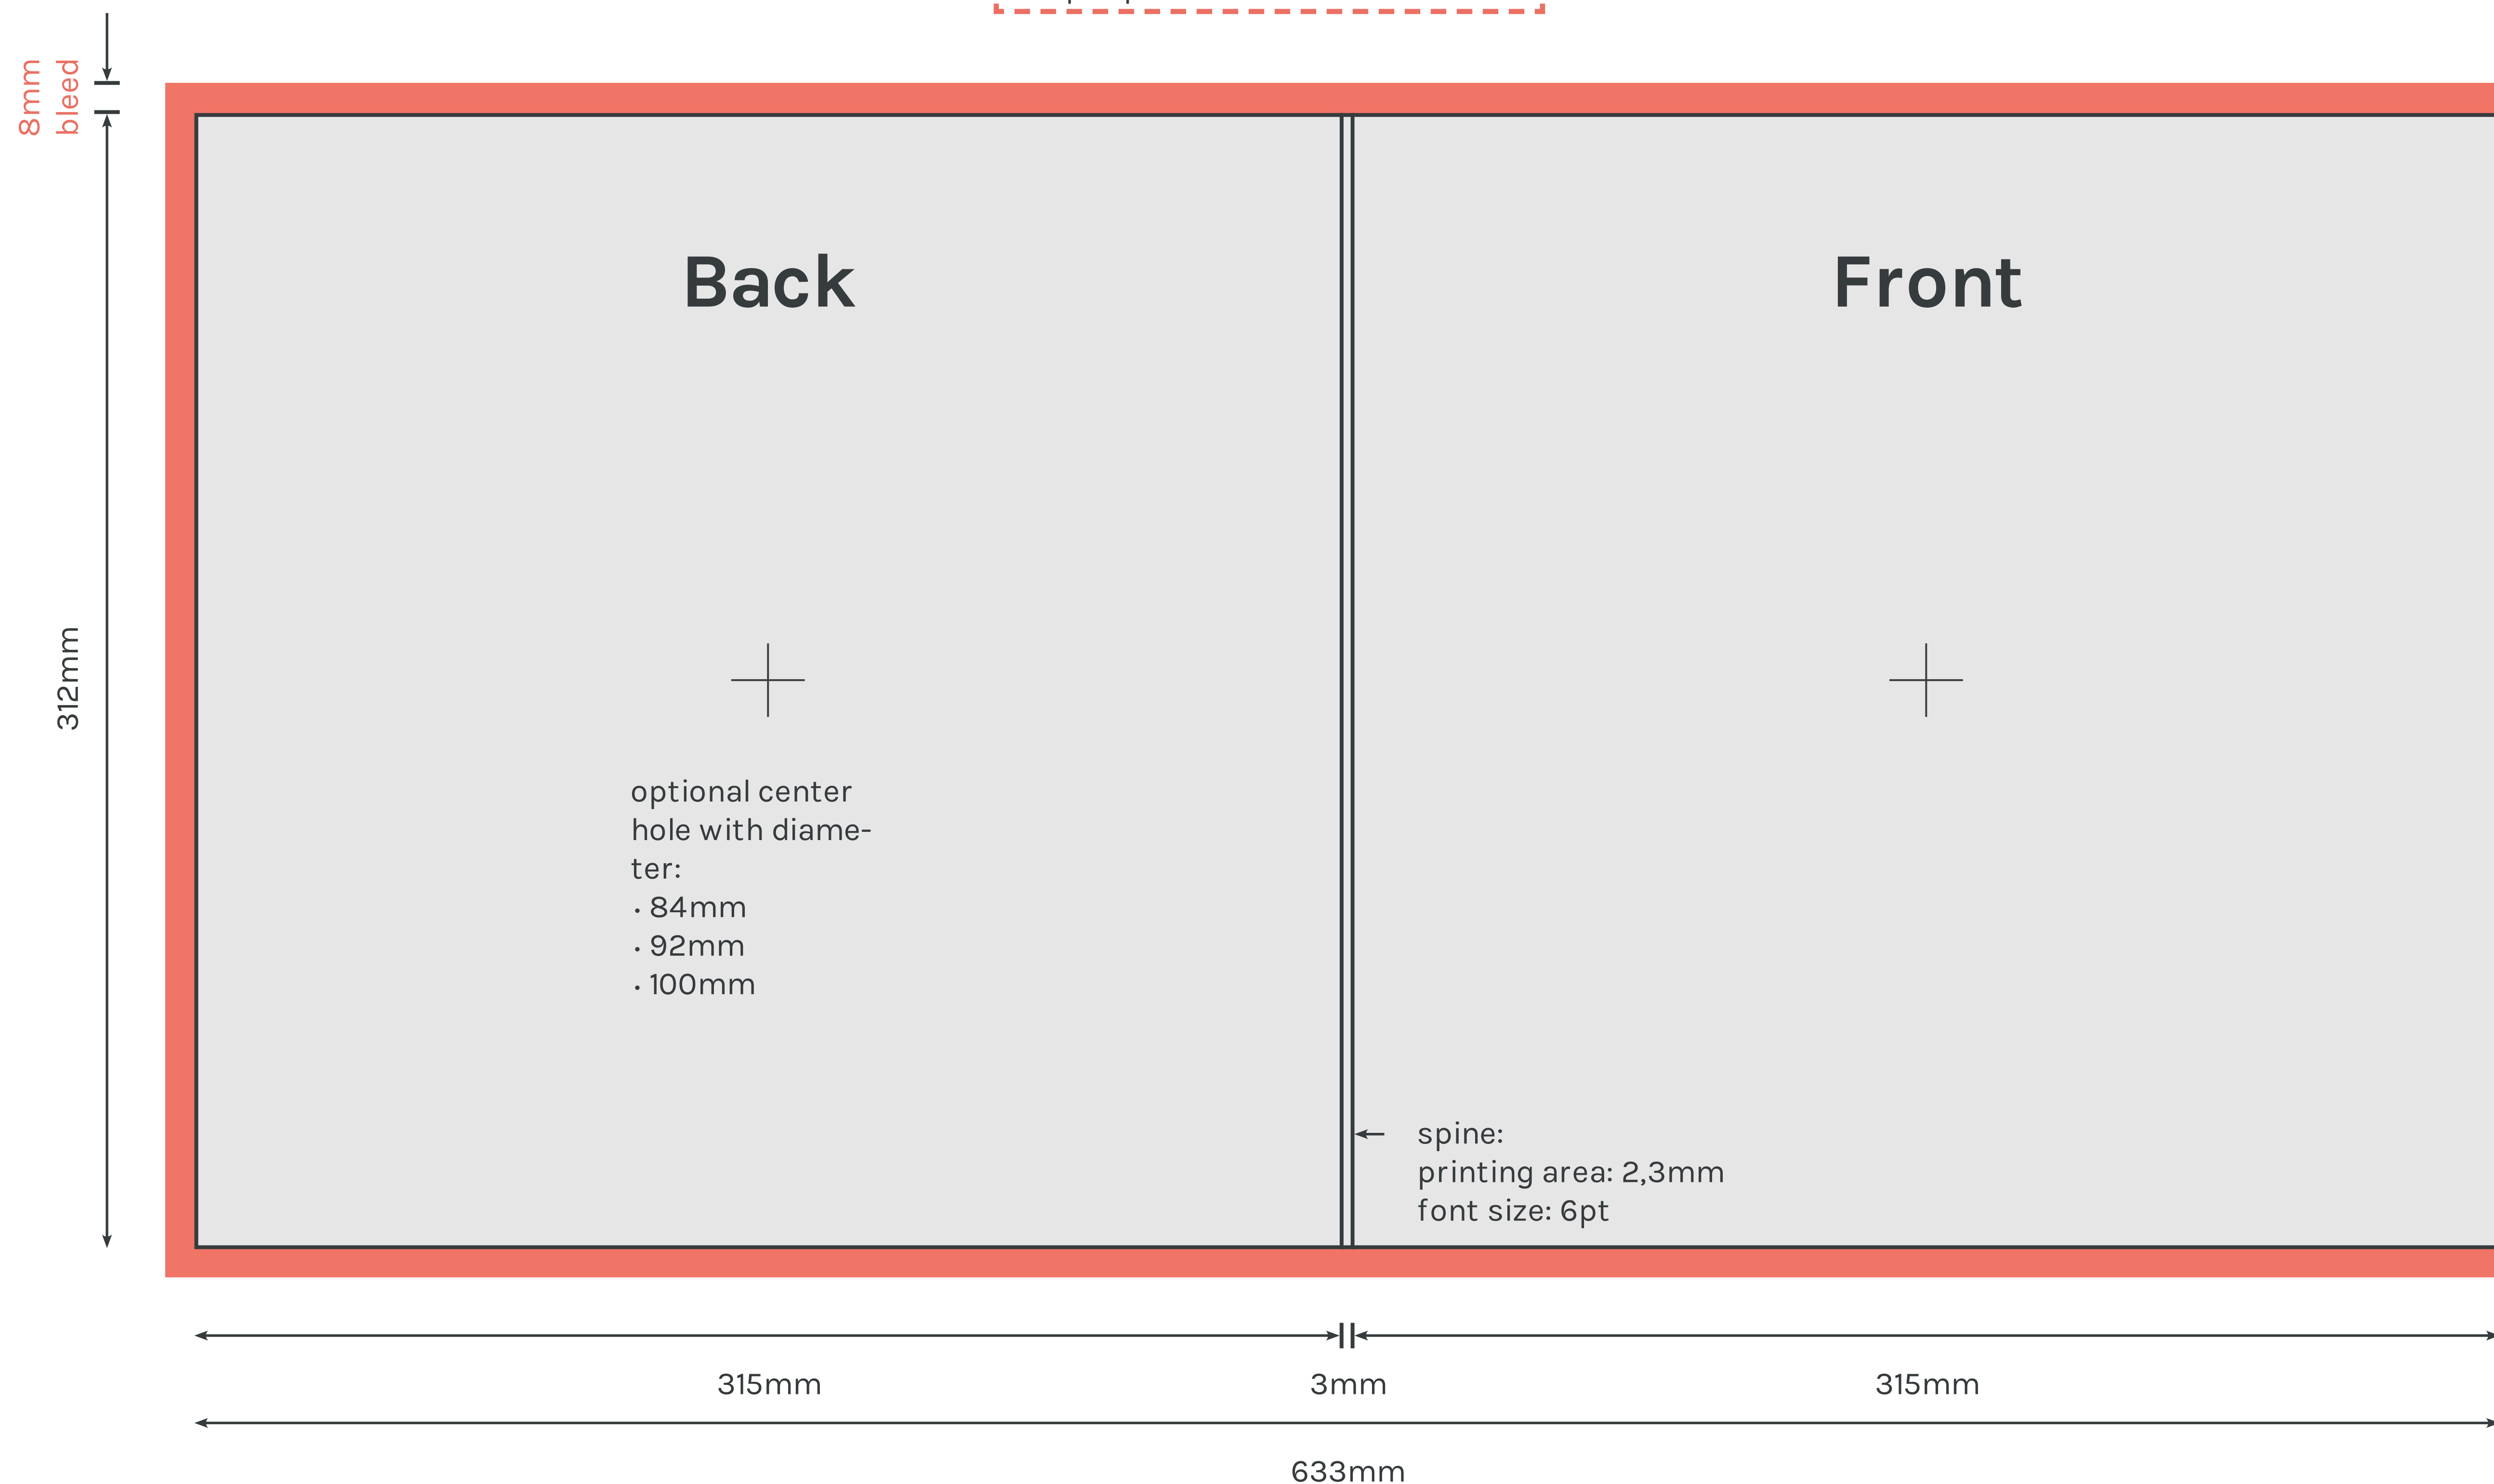 8mm
bleed
Back
Front
312mm
optional center
hole with diame-
ter:
· 84mm
· 92mm
· 100mm
spine:
printing area: 2,3mm
font size: 6pt
315mm
3mm
315mm
633mm